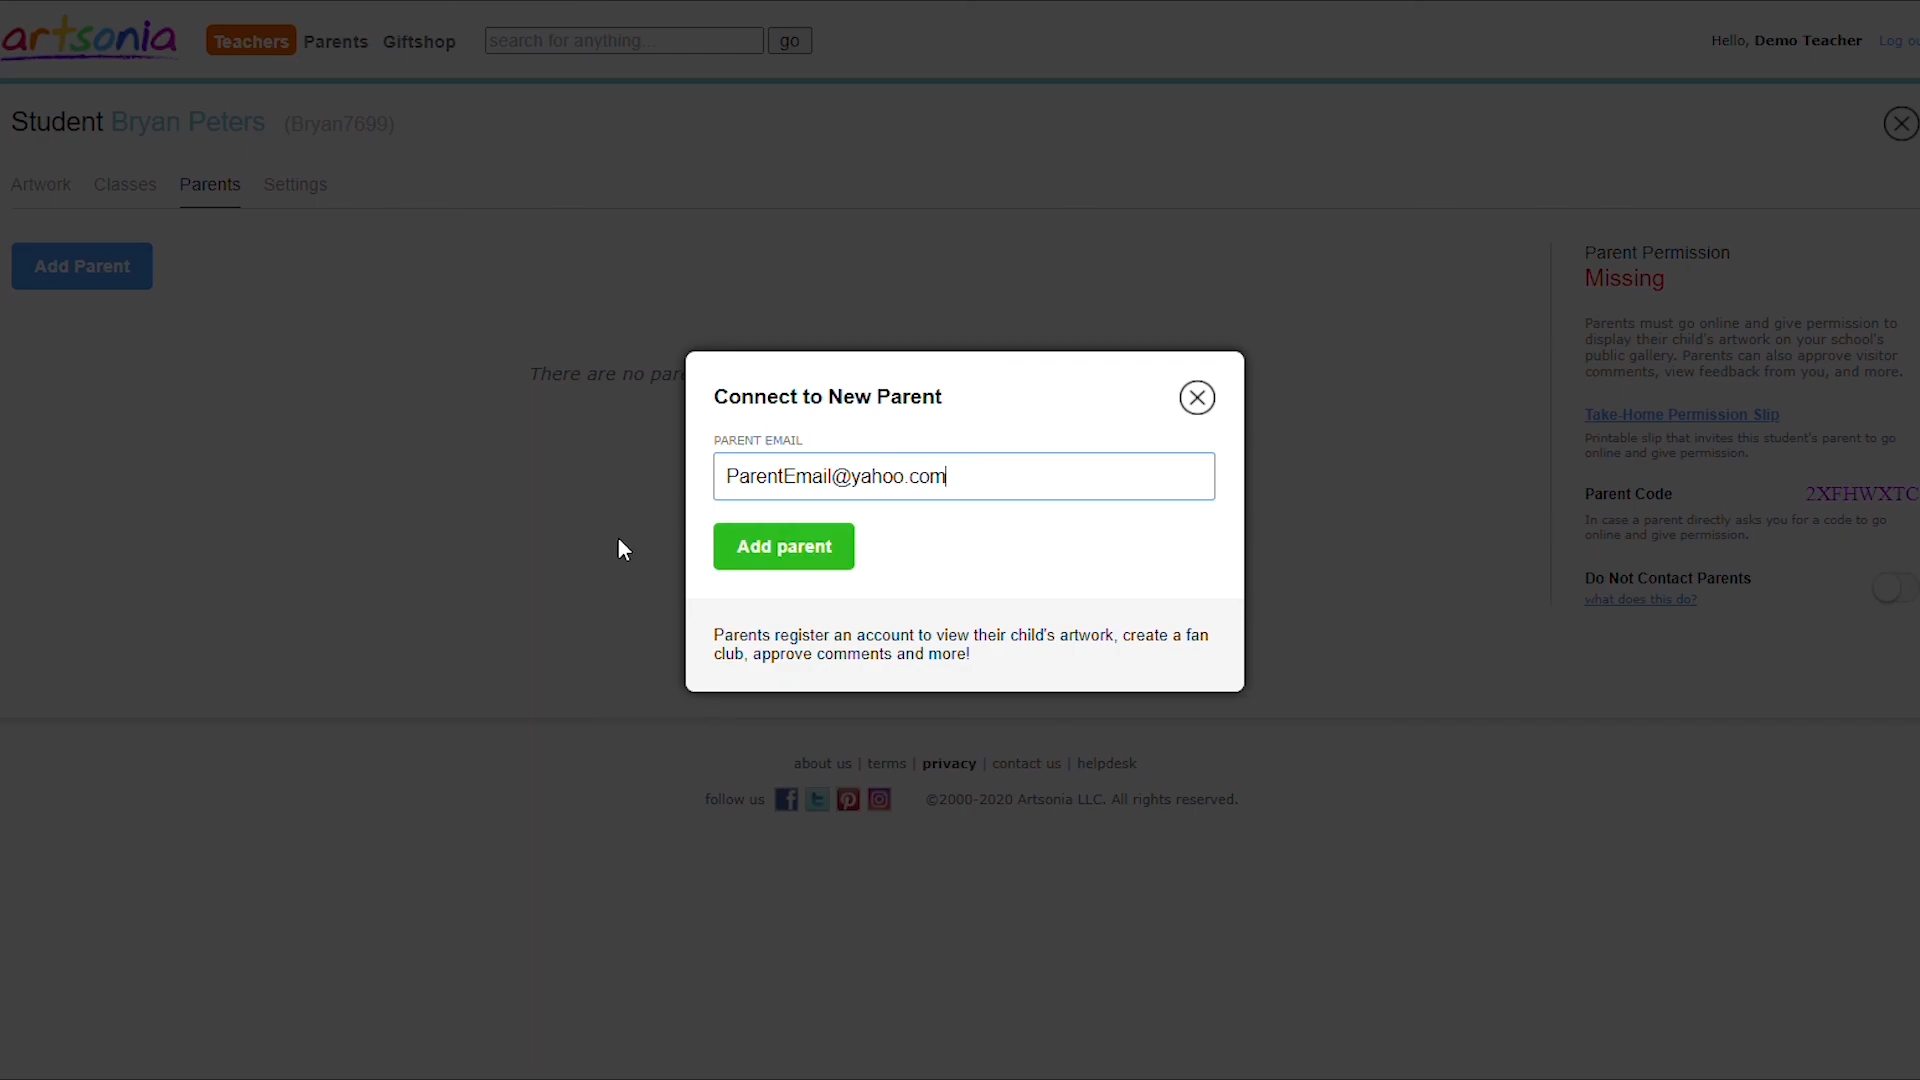 artsonia
Teachers Parents Giftshop
search for anything...
go
Hello, Demo Teacher Log
Student Bryan Peters (Bryan7699)
Artwork Classes Parents Settings
Add Parent
There are no
Connect to New Parent
PARENT EMAIL
ParentEmail@yahoo.com
Add parent
Parents register an account to view their child's artwork, create a fan
club, approve comments and more!
Parent Permission
Missing
Parents must go online and give permission to
display their child's artwork on your school's
public gallery. Parents can also approve visitor
comments, view feedback from you, and more.
Take-Home Permission Slip
Printable slip that invites this student's parent to go
online and give permission.
Parent Code 2XFHWXTC
In case a parent directly asks you for a code to go
online and give permission.
Do Not Contact Parents
what does this do?
about us | terms | privacy | contact us | helpdesk
follow us ©2000-2020 Artsonia LLC. All rights reserved.